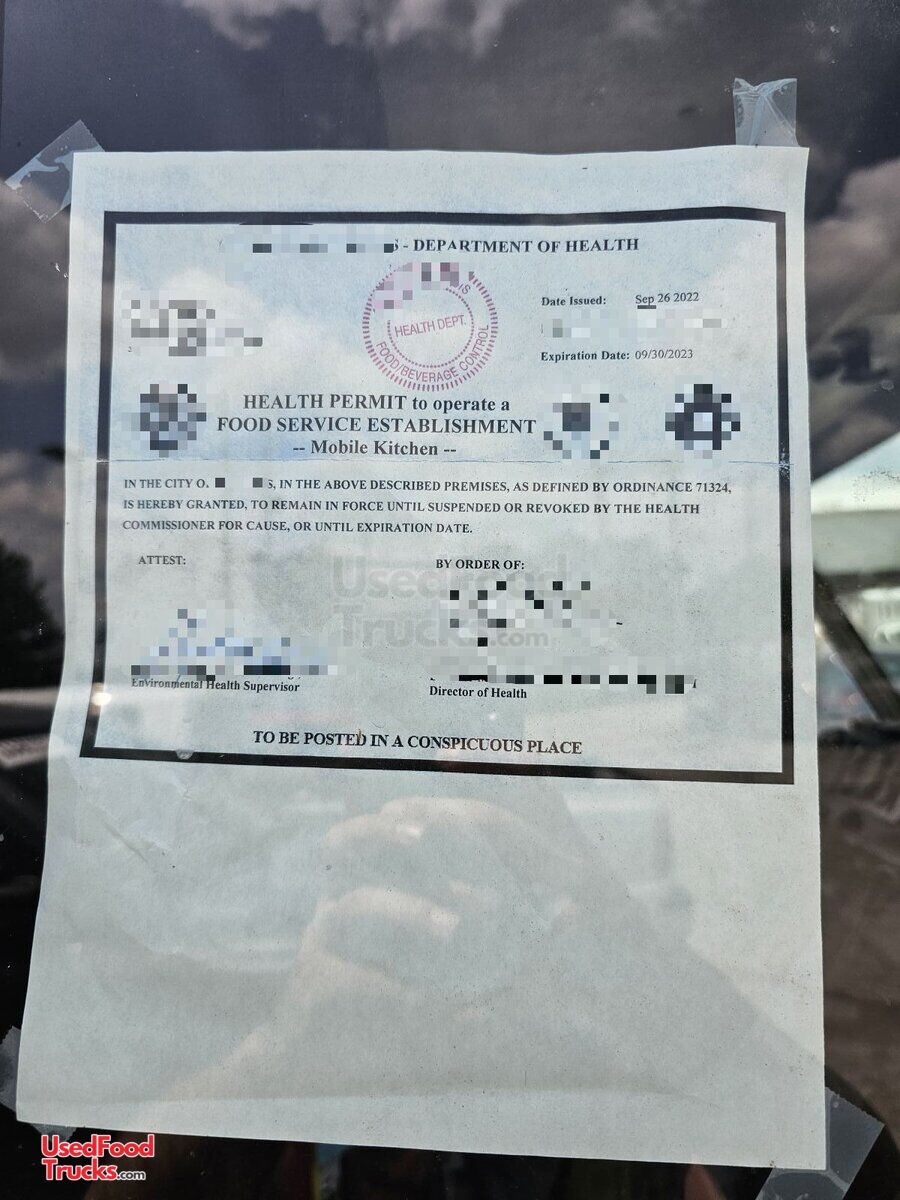 - DEPARTMENT OF HEALTH
HEALTH DEPT.
FOOD/BEVERAGE CONTROL
Date Issued: Sep 26 2022
Expiration Date: 09/30/2023
HEALTH PERMIT to operate a
FOOD SERVICE ESTABLISHMENT
-- Mobile Kitchen --
IN THE CITY O, IN THE ABOVE DESCRIBED PREMISES, AS DEFINED BY ORDINANCE 71324,
IS HEREBY GRANTED, TO REMAIN IN FORCE UNTIL SUSPENDED OR REVOKED BY THE HEALTH
COMMISSIONER FOR CAUSE, OR UNTIL EXPIRATION DATE.
ATTEST:
BY ORDER OF:
UsedFood
Trucks.com
Environmental Health Supervisor
Director of Health
TO BE POSTED IN A CONSPICUOUS PLACE
UsedFood
Trucks.com